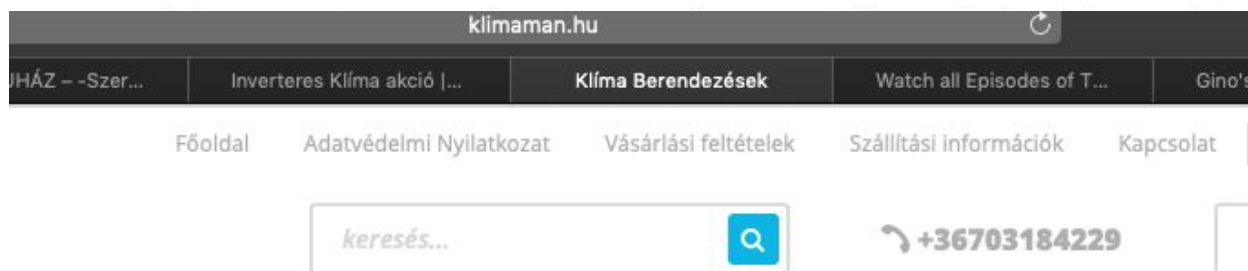 klimaman.hu
JHÁZ – -Szer... Inverteres Klíma akció |... Klíma Berendezések Watch all Episodes of T... Gino's
Főoldal Adatvédelmi Nyilatkozat Vásárlási feltételek Szállítási információk Kapcsolat
keresés... +36703184229